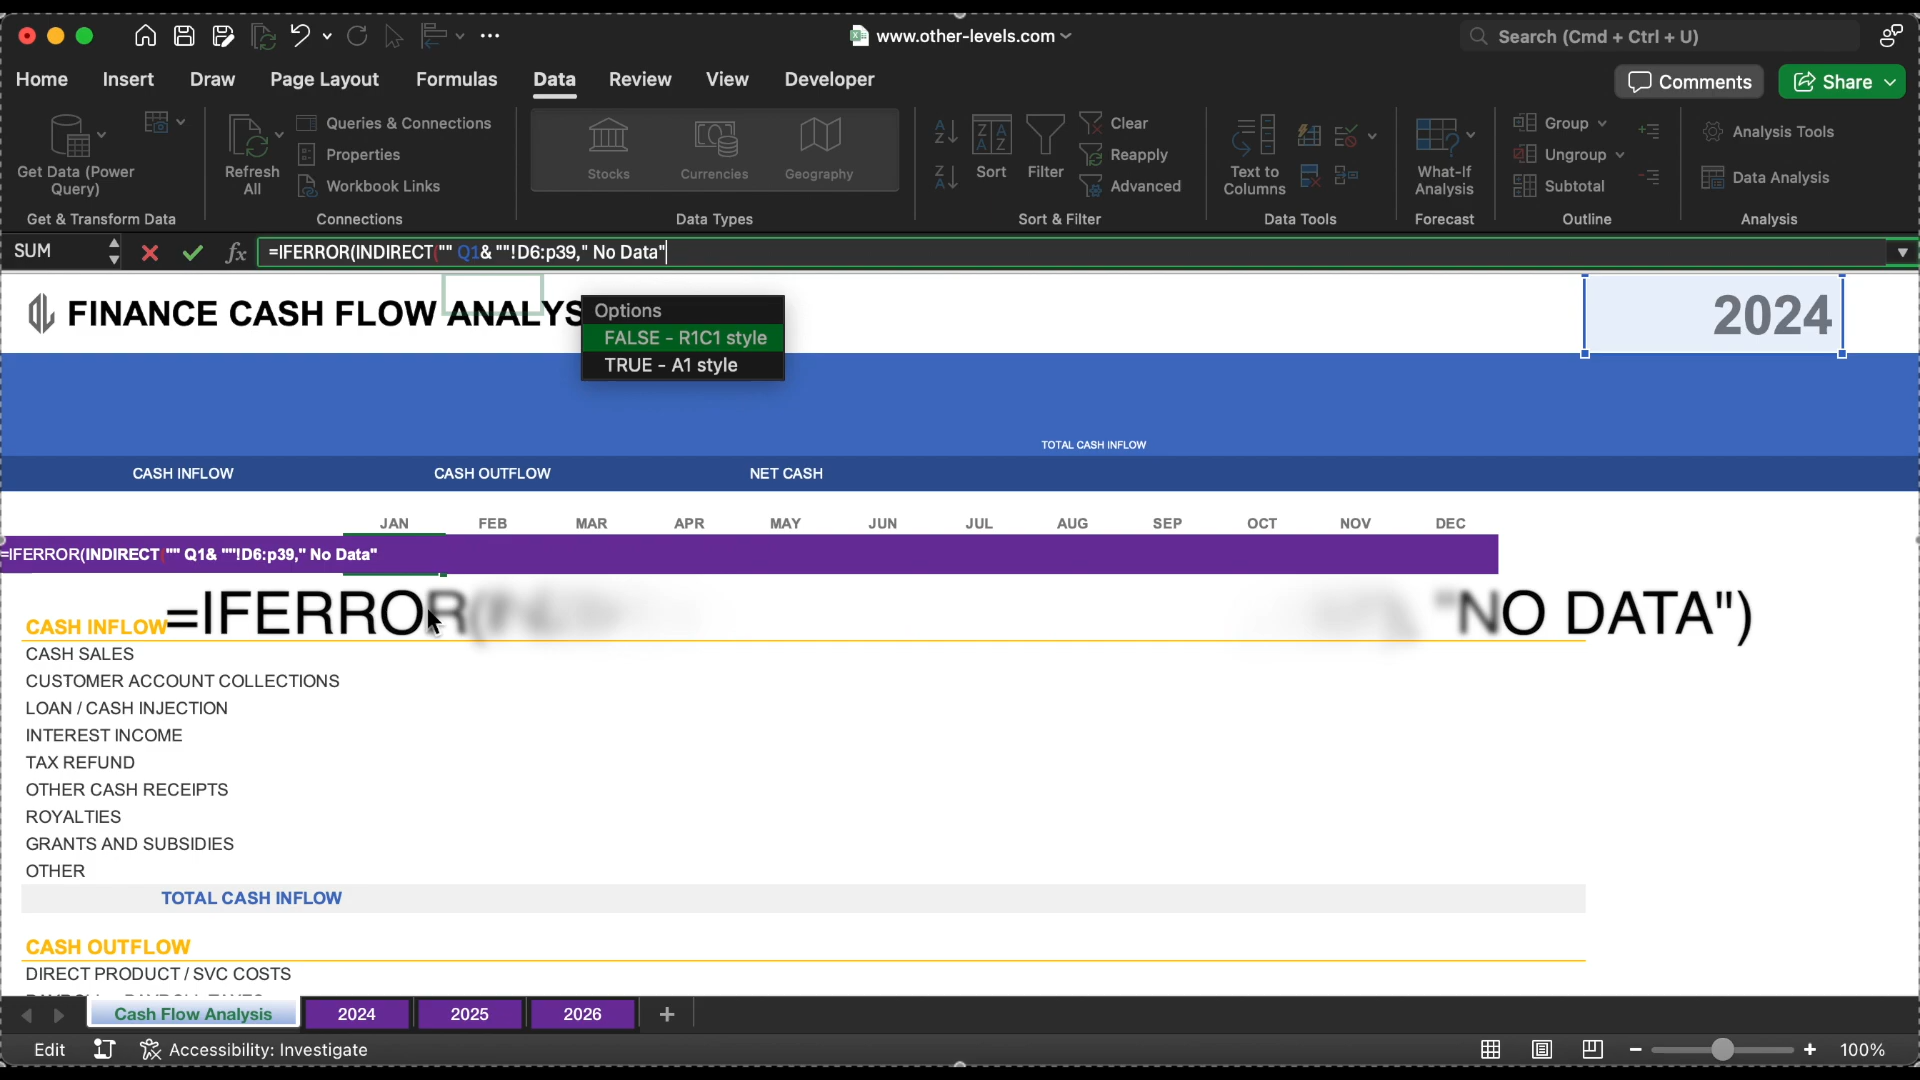 www.other-levels.com
Search (Cmd + Ctrl + U)
Home Insert Draw Page Layout Formulas Data Review View Developer
Comments Share
Get Data (Power Query)
Get & Transform Data
Refresh All
Queries & Connections
Properties
Workbook Links
Connections
Stocks Currencies Geography
Data Types
Sort Filter
Clear
Reapply
Advanced
Sort & Filter
Text to Columns
Data Tools
What-If Analysis
Forecast
Group
Ungroup
Subtotal
Outline
Analysis Tools
Data Analysis
Analysis
SUM
fx
=IFERROR(INDIRECT("" Q1& ""!D6:p39," No Data"
FINANCE CASH FLOW ANALYS
2024
Options
FALSE - R1C1 style
TRUE - A1 style
TOTAL CASH INFLOW
CASH INFLOW CASH OUTFLOW NET CASH
JAN FEB MAR APR MAY JUN JUL AUG SEP OCT NOV DEC
=IFERROR(INDIRECT("" Q1& ""!D6:p39," No Data"
=IFERROR( "NO DATA")
CASH INFLOW
CASH SALES
CUSTOMER ACCOUNT COLLECTIONS
LOAN / CASH INJECTION
INTEREST INCOME
TAX REFUND
OTHER CASH RECEIPTS
ROYALTIES
GRANTS AND SUBSIDIES
OTHER
TOTAL CASH INFLOW
CASH OUTFLOW
DIRECT PRODUCT / SVC COSTS
Cash Flow Analysis 2024 2025 2026
Edit
Accessibility: Investigate
100%